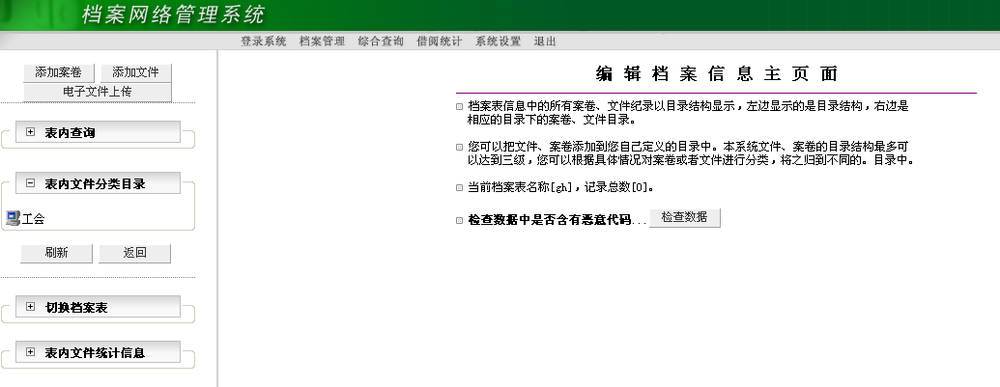 档案网络管理系统
登录系统 档案管理 综合查询 借阅统计 系统设置 退出
添加案卷 添加文件
电子文件上传
表内查询
表内文件分类目录
工会
刷新 返回
切换档案表
表内文件统计信息
编辑档案信息主页面
档案表信息中的所有案卷、文件纪录以目录结构显示，左边显示的是目录结构，右边是
相应的目录下的案卷、文件目录。
您可以把文件、案卷添加到您自己定义的目录中。本系统文件、案卷的目录结构最多可
以达到三级，您可以根据具体情况对案卷或者文件进行分类，将之归到不同的。目录中。
当前档案表名称[gh]，记录总数[0]。
检查数据中是否含有恶意代码... 检查数据